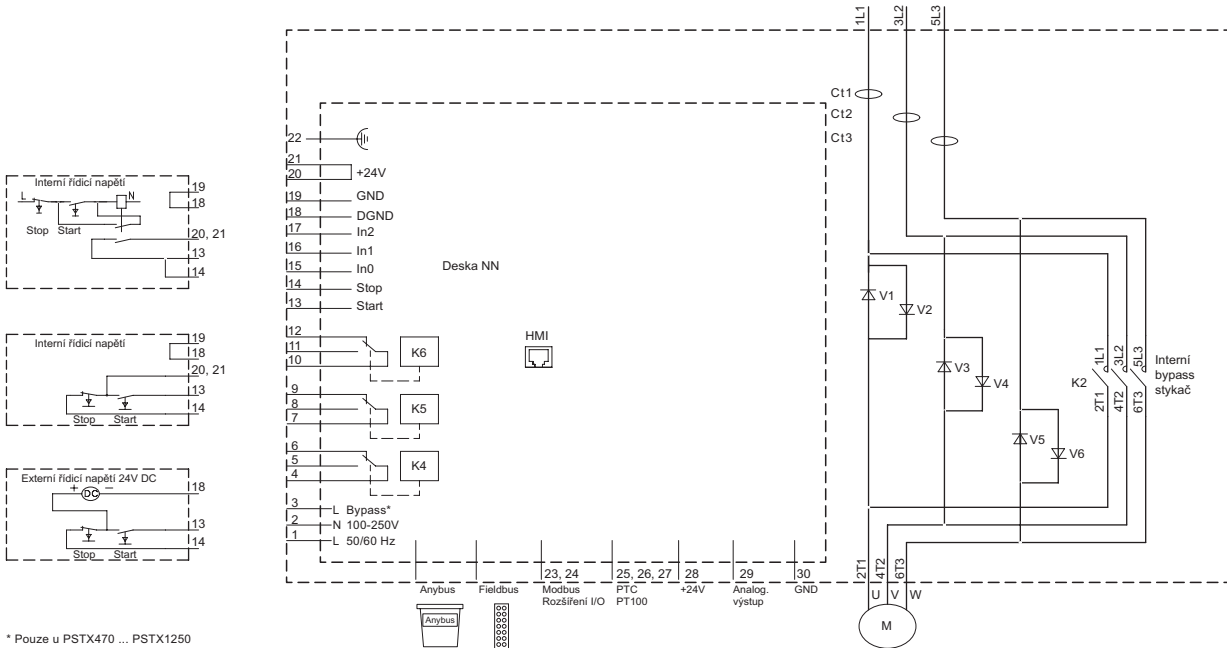 1L1
3L2
5L3
Ct1
Ct2
Ct3
22
21
20
+24V
19
GND
18
DGND
17
In2
16
In1
15
In0
14
Stop
13
Start
Deska NN
HMI
12
11
10
K6
9
8
7
K5
6
5
4
K4
3
L Bypass*
2
N 100-250V
1
L 50/60 Hz
Interní řídicí napětí
L
N
Stop
Start
19
18
20, 21
13
14
Interní řídicí napětí
19
18
20, 21
13
14
Stop
Start
Externí řídicí napětí 24V DC
+
DC
−
18
13
14
Stop
Start
V1
V2
V3
V4
V5
V6
1L1
3L2
5L3
K2
2T1
4T2
6T3
Interní
bypass
stykač
23, 24
25, 26, 27
28
29
30
Anybus
Fieldbus
Modbus
Rozšíření I/O
PTC
PT100
+24V
Analog.
výstup
GND
Anybus
2T1
4T2
6T3
U
V
W
M
* Pouze u PSTX470 ... PSTX1250